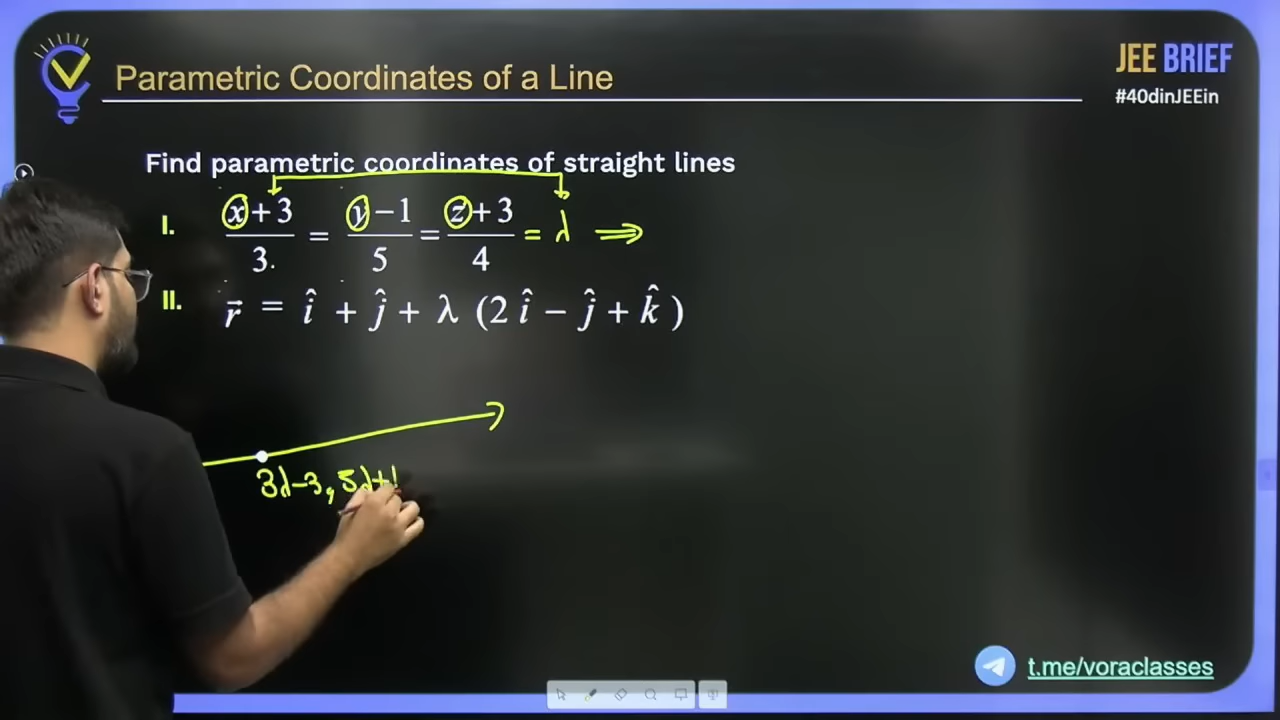 Parametric Coordinates of a Line
JEE BRIEF
#40dinJEEin
Find parametric coordinates of straight lines
I. x+3/3. = y−1/5 = z+3/4 = λ ⇒
II. r⃗ = î + ĵ + λ (2î − ĵ + k̂)
3λ−3, 5λ+1
t.me/voraclasses